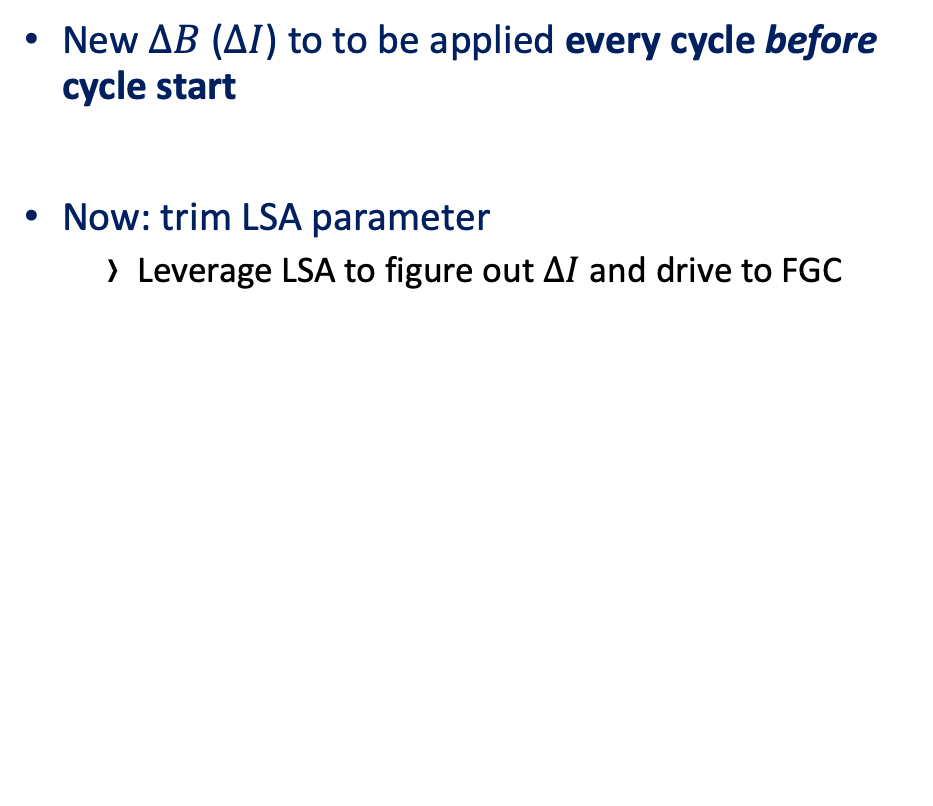 • New Δ𝐵 (Δ𝐼) to to be applied every cycle before
cycle start
• Now: trim LSA parameter
› Leverage LSA to figure out Δ𝐼 and drive to FGC